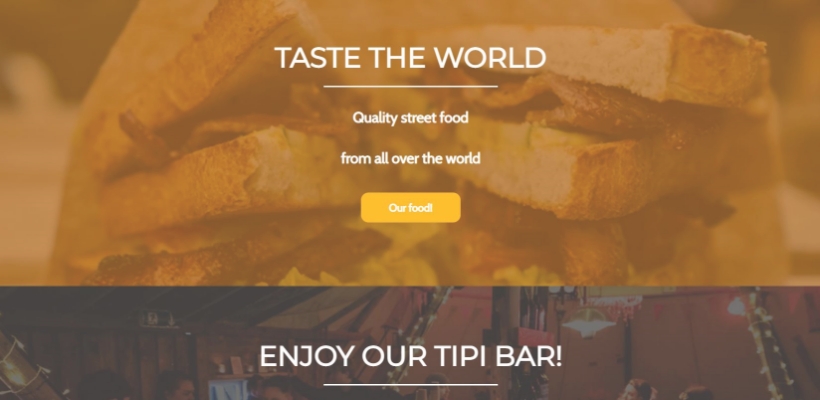 TASTE THE WORLD
Quality street food
from all over the world
Our food!
ENJOY OUR TIPI BAR!